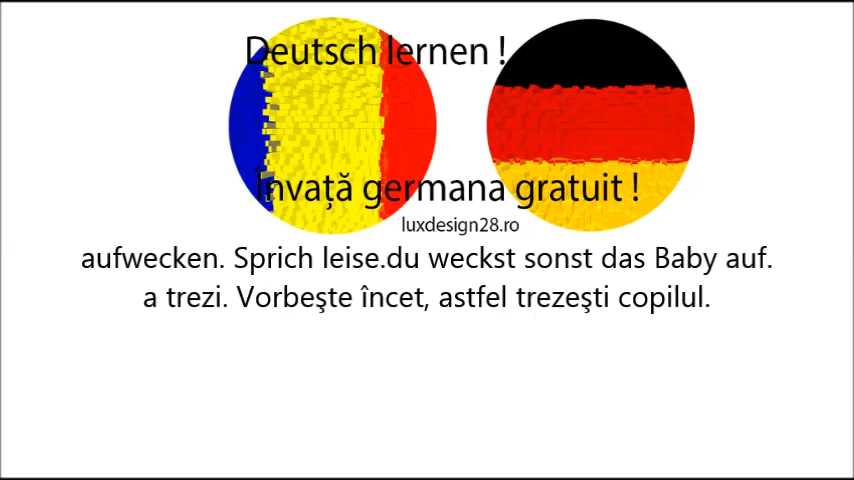 Deutsch lernen !
Învață germana gratuit !
luxdesign28.ro
aufwecken. Sprich leise.du weckst sonst das Baby auf.
a trezi. Vorbeşte încet, astfel trezeşti copilul.